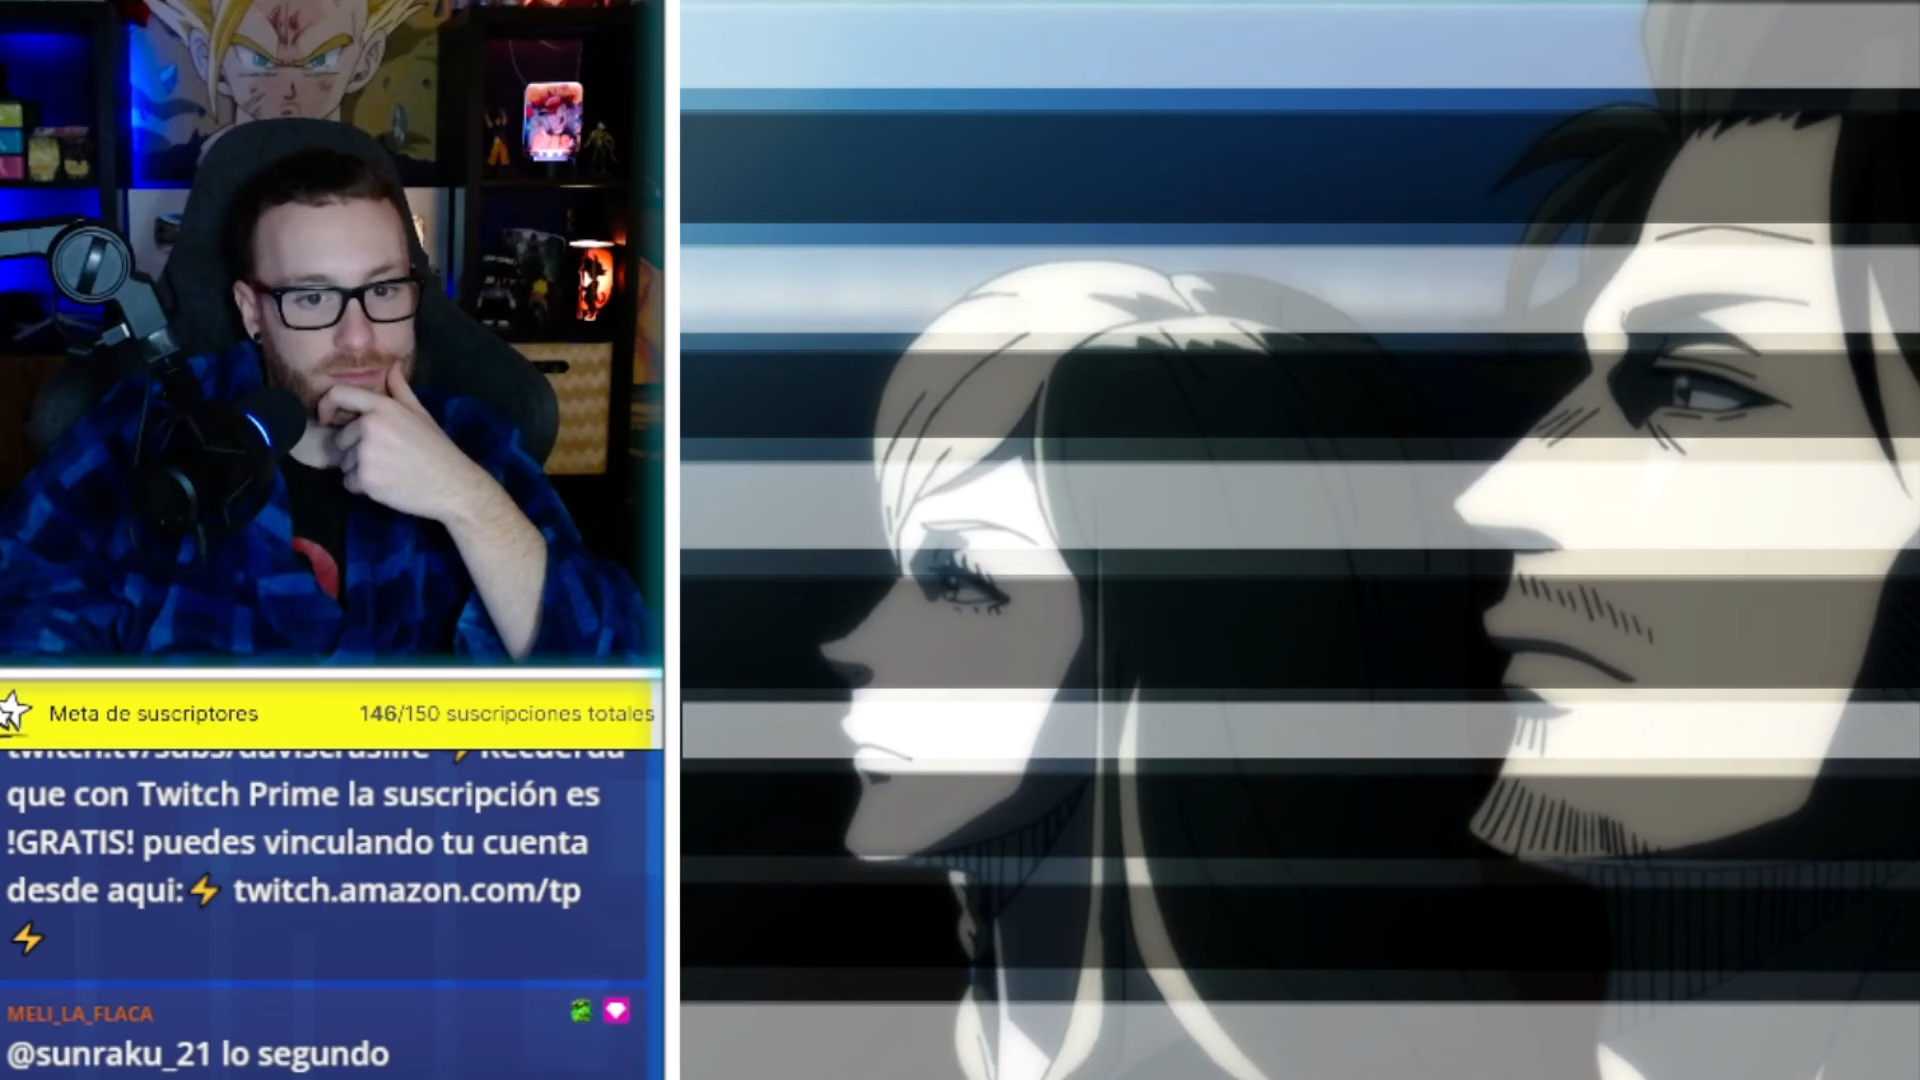 Meta de suscriptores 146/150 suscripciones totales
que con Twitch Prime la suscripción es
!GRATIS! puedes vinculando tu cuenta
desde aqui:⚡ twitch.amazon.com/tp
⚡
MELI_LA_FLACA
@sunraku_21 lo segundo